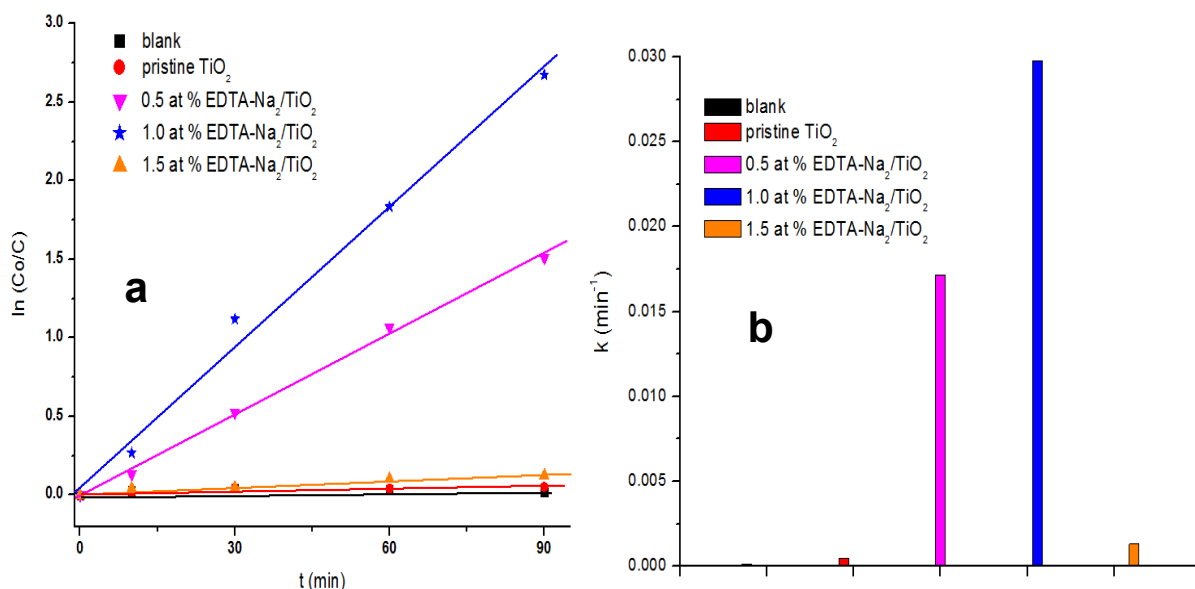 3.0
2.5
2.0
1.5
1.0
0.5
0.0
ln (Co/C)
blank
pristine TiO₂
0.5 at % EDTA-Na₂/TiO₂
1.0 at % EDTA-Na₂/TiO₂
1.5 at % EDTA-Na₂/TiO₂
a
0 30 60 90
t (min)
0.030
0.025
0.020
0.015
0.010
0.005
0.000
k (min⁻¹)
blank
pristine TiO₂
0.5 at % EDTA-Na₂/TiO₂
1.0 at % EDTA-Na₂/TiO₂
1.5 at % EDTA-Na₂/TiO₂
b